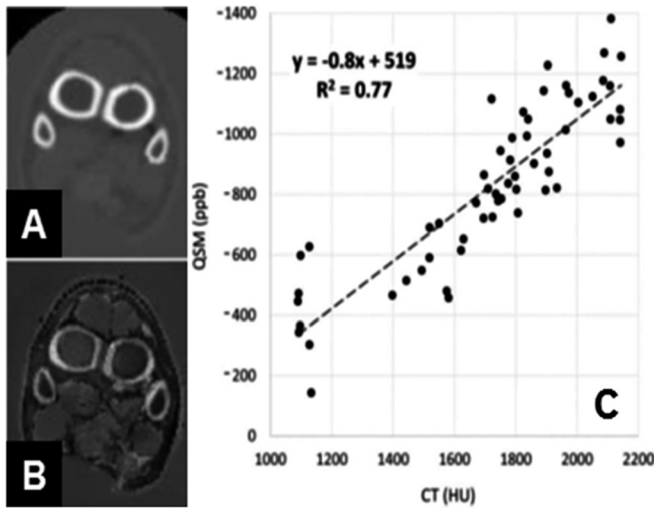 A
B
y = -0.8x + 519
R² = 0.77
QSM (ppb)
-1400
-1200
-1000
-800
-600
-400
-200
0
1000 1200 1400 1600 1800 2000 2200
CT (HU)
C